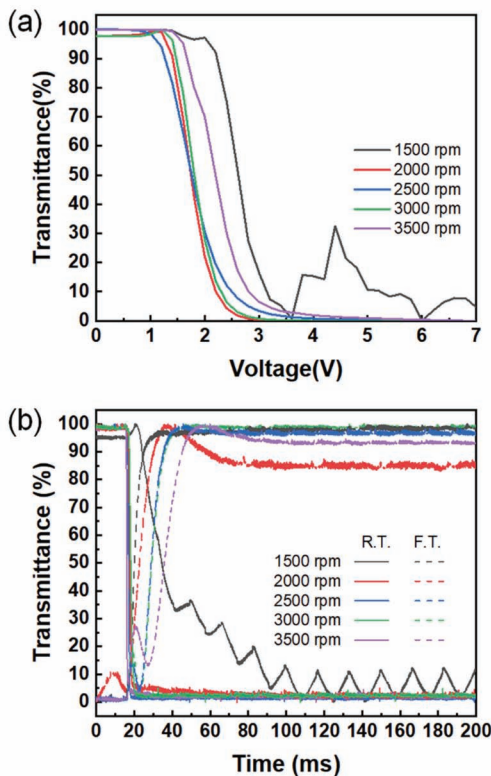 (a)
Transmittance(%)
100
90
80
70
60
50
40
30
20
10
0
1500 rpm
2000 rpm
2500 rpm
3000 rpm
3500 rpm
0 1 2 3 4 5 6 7
Voltage(V)
(b)
Transmittance (%)
100
90
80
70
60
50
40
30
20
10
0
R.T. F.T.
1500 rpm
2000 rpm
2500 rpm
3000 rpm
3500 rpm
0 20 40 60 80 100 120 140 160 180 200
Time (ms)